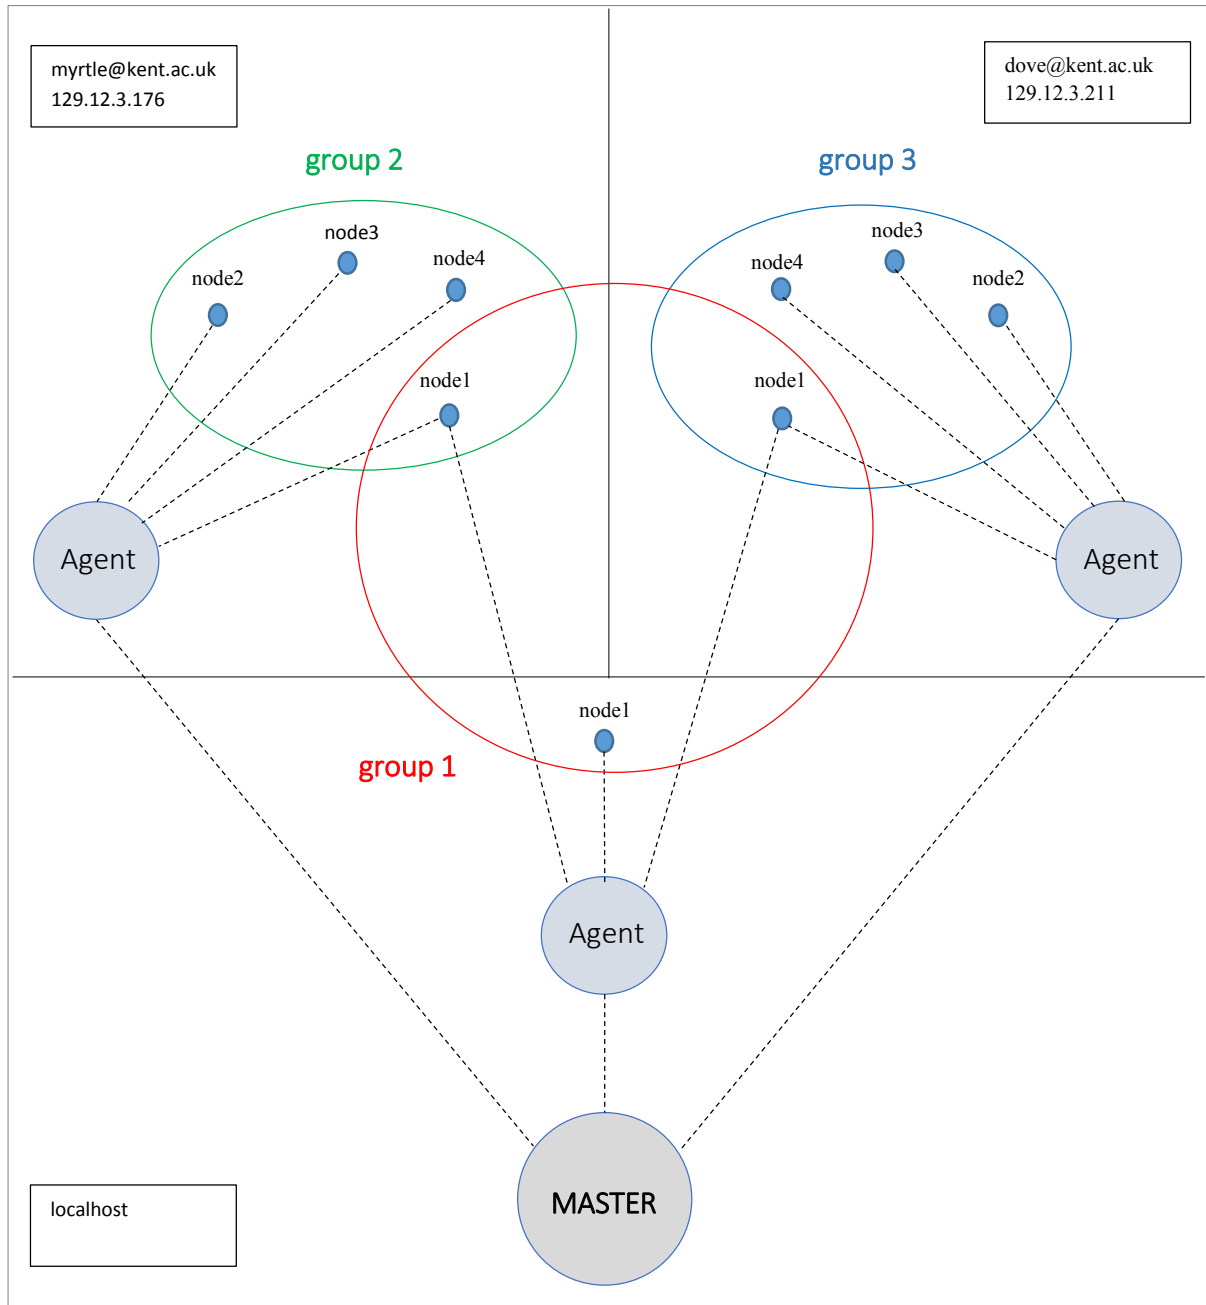 myrtle@kent.ac.uk
129.12.3.176
dove@kent.ac.uk
129.12.3.211
group 2
group 3
node3
node4
node2
node1
node3
node4
node2
node1
Agent
Agent
node1
group 1
Agent
MASTER
localhost